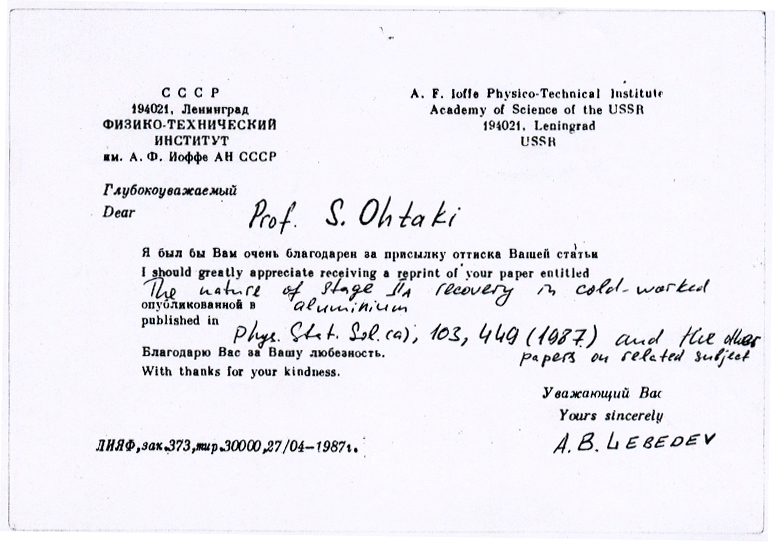 С С С Р
194021, Ленинград
ФИЗИКО-ТЕХНИЧЕСКИЙ
ИНСТИТУТ
им. А. Ф. Иоффе АН СССР
A. F. Ioffe Physico-Technical Institute
Academy of Science of the USSR
194021, Leningrad
USSR
Глубокоуважаемый
Dear
Prof. S. Ohtaki
Я был бы Вам очень благодарен за присылку оттиска Вашей статьи
I should greatly appreciate receiving a reprint of your paper entitled
The nature of stage IIA recovery in cold-worked
опубликованной в aluminium
published in
Phys. Stat. Sol. (a), 103, 449 (1987) and the other
papers on related subject
Благодарю Вас за Вашу любезность.
With thanks for your kindness.
Уважающий Вас
Yours sincerely
A. B. LEBEDEV
ЛИЯФ, зак.373, тир.30000, 27/04-1987г.